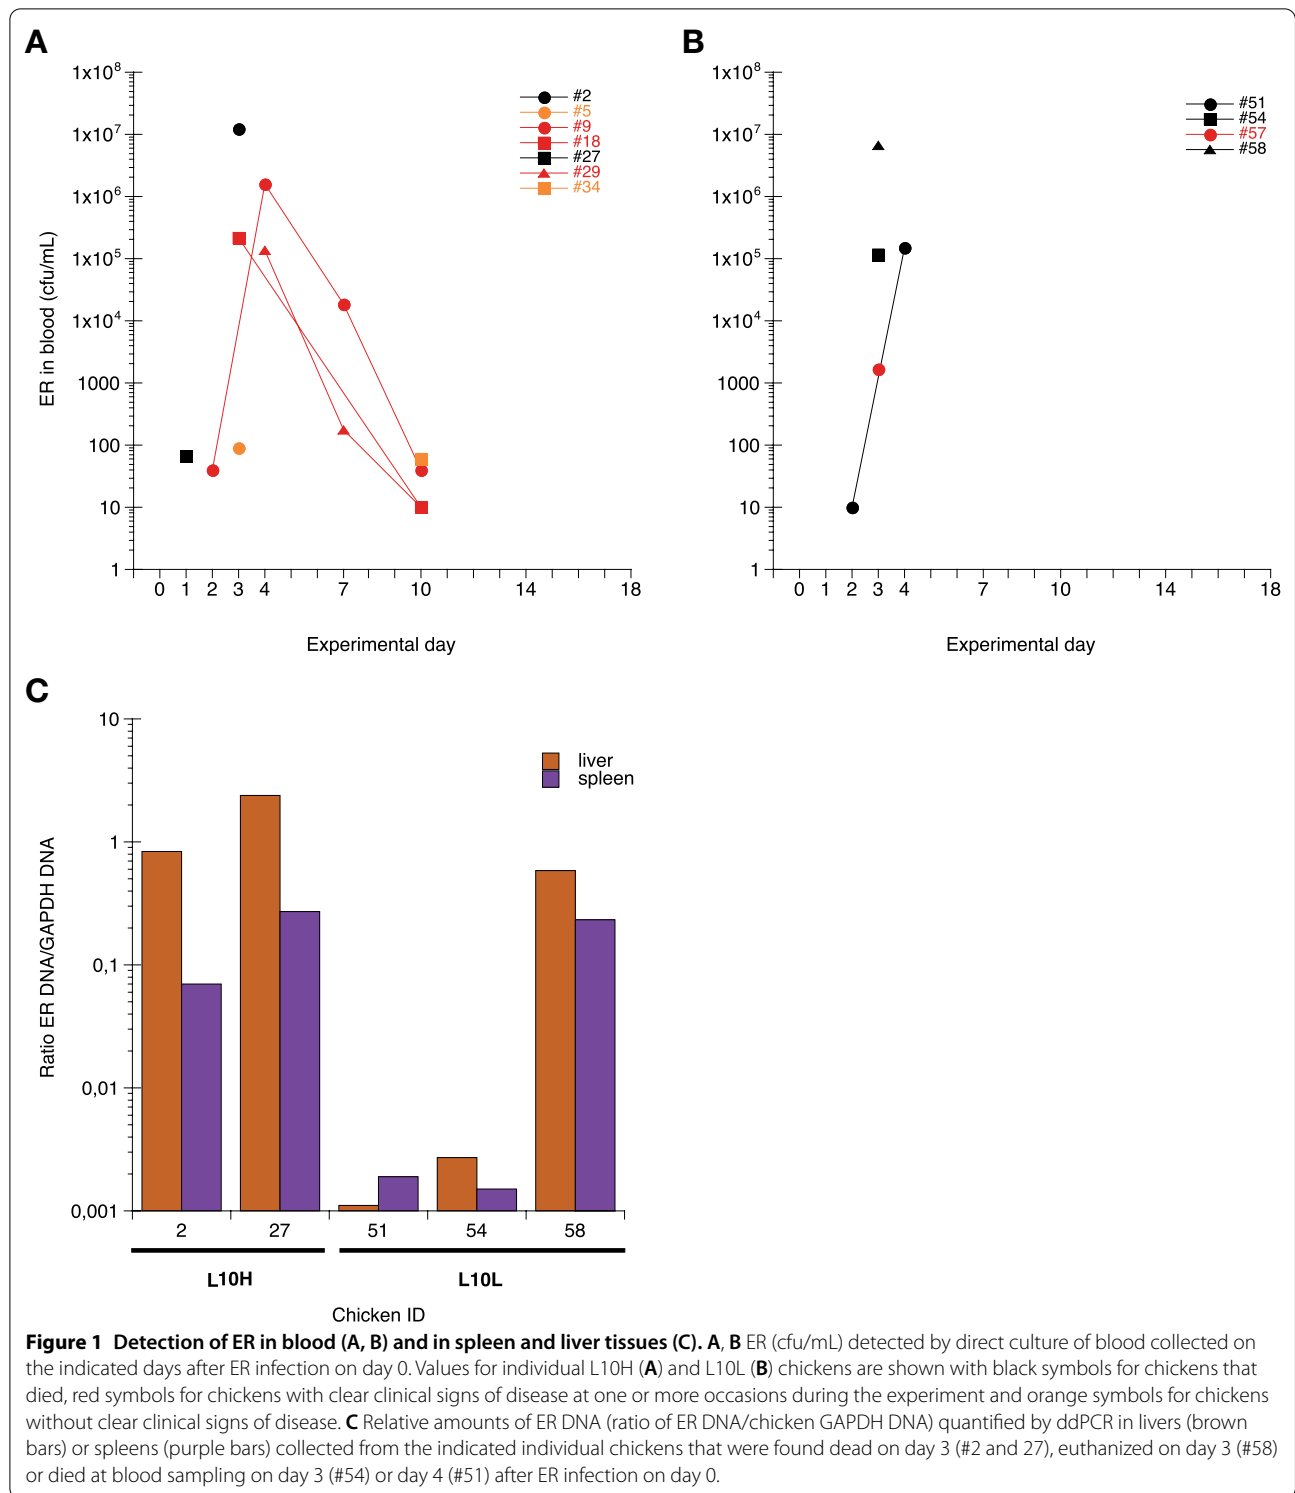 A
1x10⁸
1x10⁷
1x10⁶
1x10⁵
1x10⁴
1000
100
10
1
ER in blood (cfu/mL)
#2
#5
#9
#18
#27
#29
#34
0 1 2 3 4 7 10 14 18
Experimental day
B
1x10⁸
1x10⁷
1x10⁶
1x10⁵
1x10⁴
1000
100
10
1
#51
#54
#57
#58
0 1 2 3 4 7 10 14 18
Experimental day
C
10
1
0,1
0,01
0,001
Ratio ER DNA/GAPDH DNA
liver
spleen
2 27 51 54 58
L10H L10L
Chicken ID
Figure 1 Detection of ER in blood (A, B) and in spleen and liver tissues (C). A, B ER (cfu/mL) detected by direct culture of blood collected on
the indicated days after ER infection on day 0. Values for individual L10H (A) and L10L (B) chickens are shown with black symbols for chickens that
died, red symbols for chickens with clear clinical signs of disease at one or more occasions during the experiment and orange symbols for chickens
without clear clinical signs of disease. C Relative amounts of ER DNA (ratio of ER DNA/chicken GAPDH DNA) quantified by ddPCR in livers (brown
bars) or spleens (purple bars) collected from the indicated individual chickens that were found dead on day 3 (#2 and 27), euthanized on day 3 (#58)
or died at blood sampling on day 3 (#54) or day 4 (#51) after ER infection on day 0.